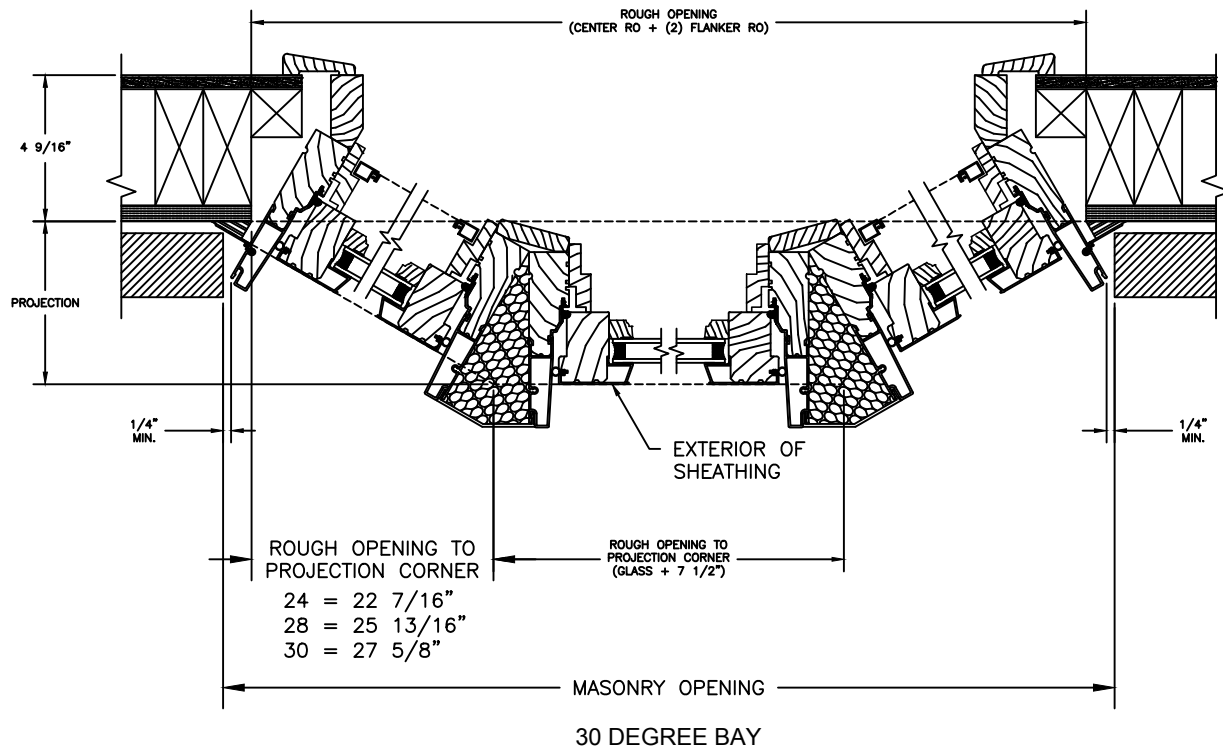 ROUGH OPENING
(CENTER RO + (2) FLANKER RO)
4 9/16"
PROJECTION
1/4"
MIN.
1/4"
MIN.
EXTERIOR OF
SHEATHING
ROUGH OPENING TO
PROJECTION CORNER
24 = 22 7/16"
28 = 25 13/16"
30 = 27 5/8"
ROUGH OPENING TO
PROJECTION CORNER
(GLASS + 7 1/2")
MASONRY OPENING
30 DEGREE BAY